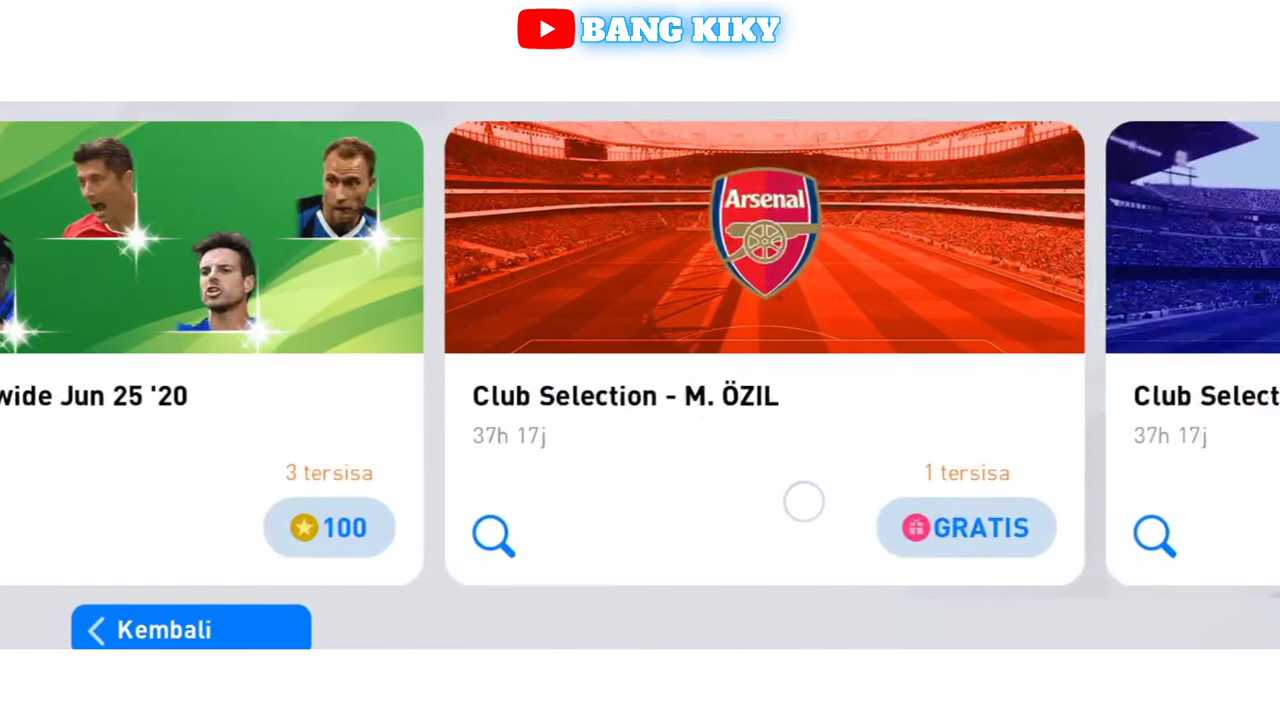 BANG KIKY
Arsenal
wide Jun 25 '20
3 tersisa
100
Club Selection - M. ÖZIL
37h 17j
1 tersisa
GRATIS
Club Select
37h 17j
Kembali